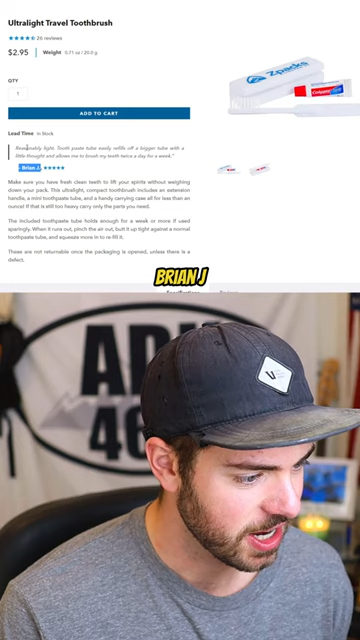 Ultralight Travel Toothbrush
26 reviews
$2.95 Weight 0.71 oz / 20.0 g
QTY
1
ADD TO CART
Lead Time In Stock
Reasonably light. Tooth paste tube easily refills off a bigger tube with a
little thought and allows me to brush my teeth twice a day for a week."
- Brian J.
Make sure you have fresh clean teeth to lift your spirits without weighing
down your pack. This ultralight, compact toothbrush includes an extension
handle, a mini toothpaste tube, and a handy carrying case all for less than an
ounce! If that is still too heavy carry only the parts you need.
The included toothpaste tube holds enough for a week or more if used
sparingly. When it runs out, pinch the air out, butt it up tight against a normal
toothpaste tube, and squeeze more in to re-fill it.
These are not returnable once the packaging is opened, unless there is a
defect.
Zpacks
Colgate
BRIAN J
AD
46